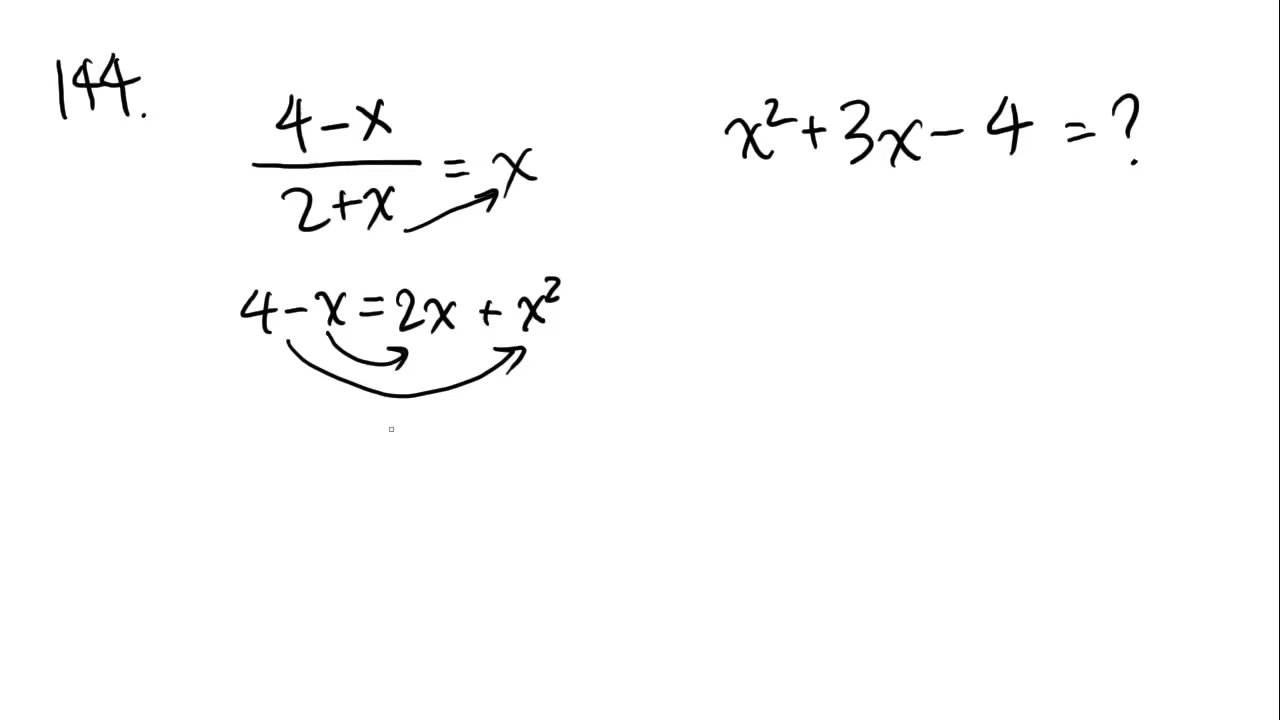 144.
4-x
2+x
= x
x²+3x-4 =?
4-x=2x+x²